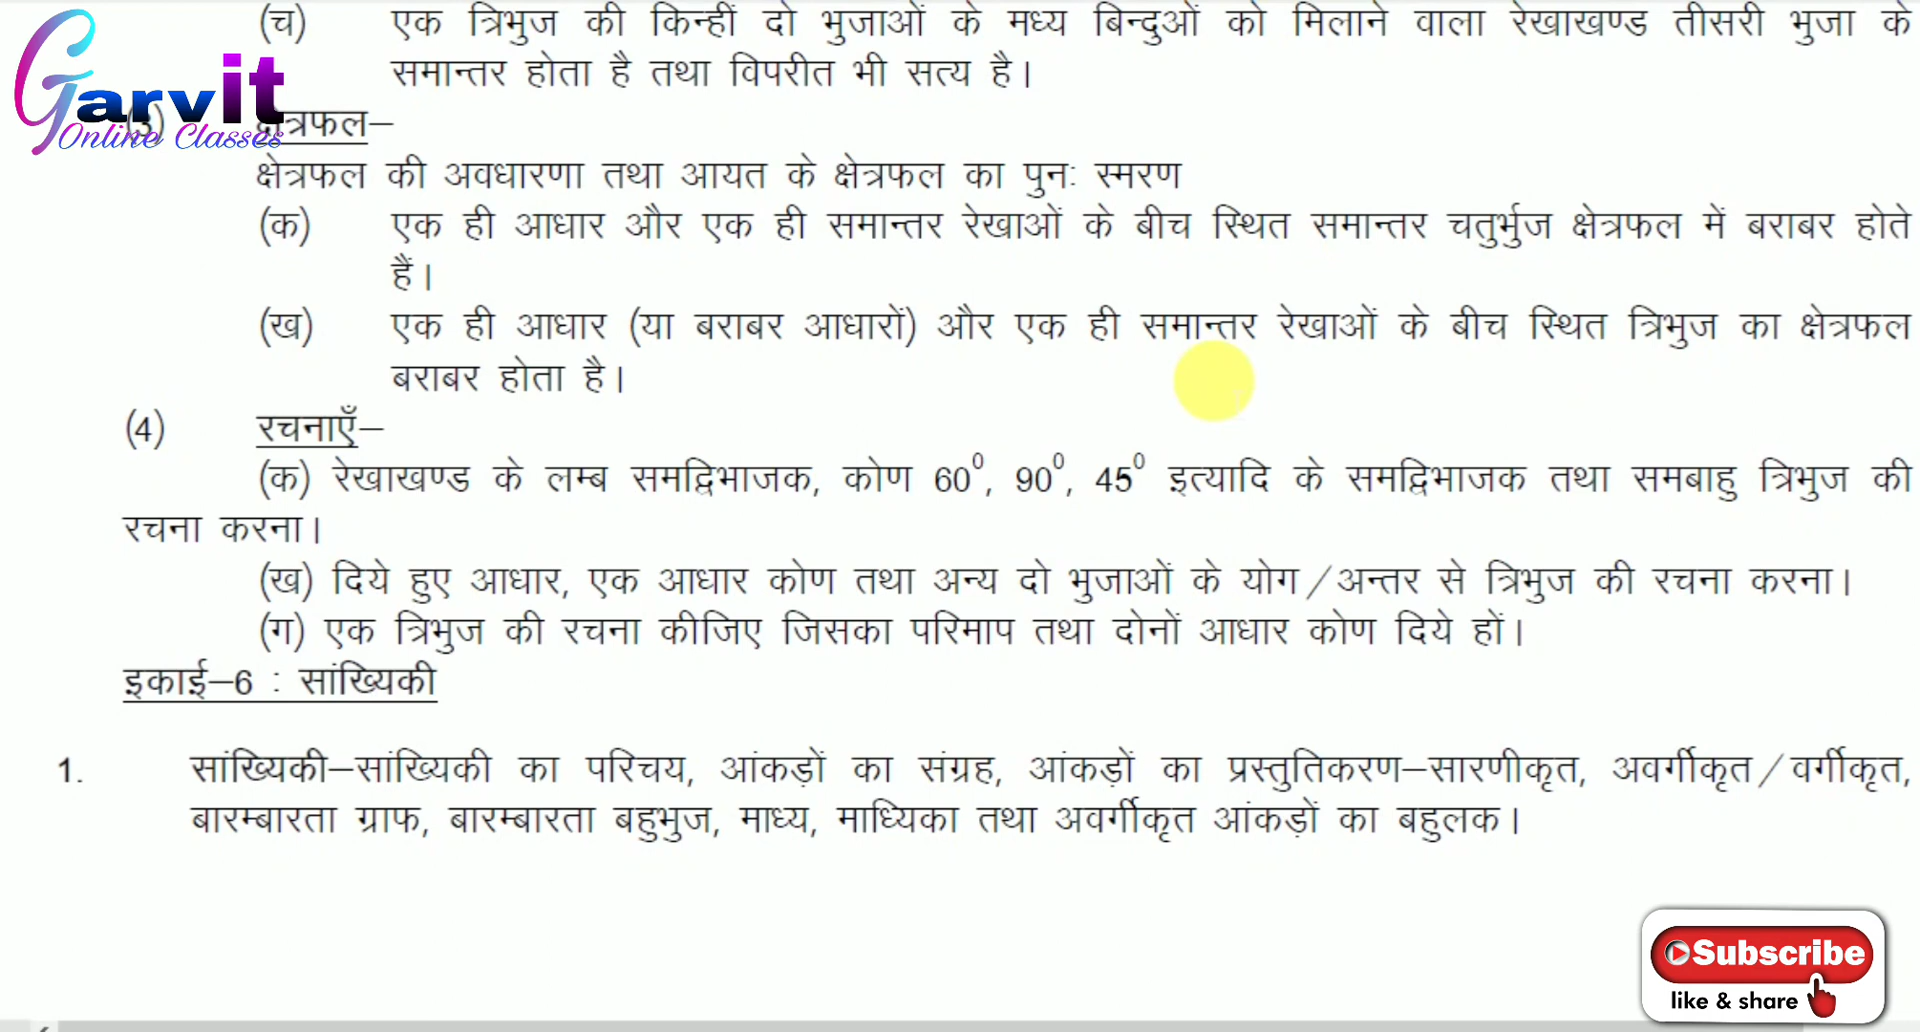 (च) एक त्रिभुज की किन्हीं दो भुजाओं के मध्य बिन्दुओं को मिलाने वाला रेखाखण्ड तीसरी भुजा के
समान्तर होता है तथा विपरीत भी सत्य है।
Garvit
Online Classes
(3) क्षेत्रफल–
क्षेत्रफल की अवधारणा तथा आयत के क्षेत्रफल का पुनः स्मरण
(क) एक ही आधार और एक ही समान्तर रेखाओं के बीच स्थित समान्तर चतुर्भुज क्षेत्रफल में बराबर होते
हैं।
(ख) एक ही आधार (या बराबर आधारों) और एक ही समान्तर रेखाओं के बीच स्थित त्रिभुज का क्षेत्रफल
बराबर होता है।
(4) रचनाएँ–
(क) रेखाखण्ड के लम्ब समद्विभाजक, कोण 60⁰, 90⁰, 45⁰ इत्यादि के समद्विभाजक तथा समबाहु त्रिभुज की
रचना करना।
(ख) दिये हुए आधार, एक आधार कोण तथा अन्य दो भुजाओं के योग/अन्तर से त्रिभुज की रचना करना।
(ग) एक त्रिभुज की रचना कीजिए जिसका परिमाप तथा दोनों आधार कोण दिये हों।
इकाई–6 : सांख्यिकी
1. सांख्यिकी–सांख्यिकी का परिचय, आंकड़ों का संग्रह, आंकड़ों का प्रस्तुतिकरण–सारणीकृत, अवर्गीकृत/वर्गीकृत,
बारम्बारता ग्राफ, बारम्बारता बहुभुज, माध्य, माध्यिका तथा अवर्गीकृत आंकड़ों का बहुलक।
Subscribe
like & share